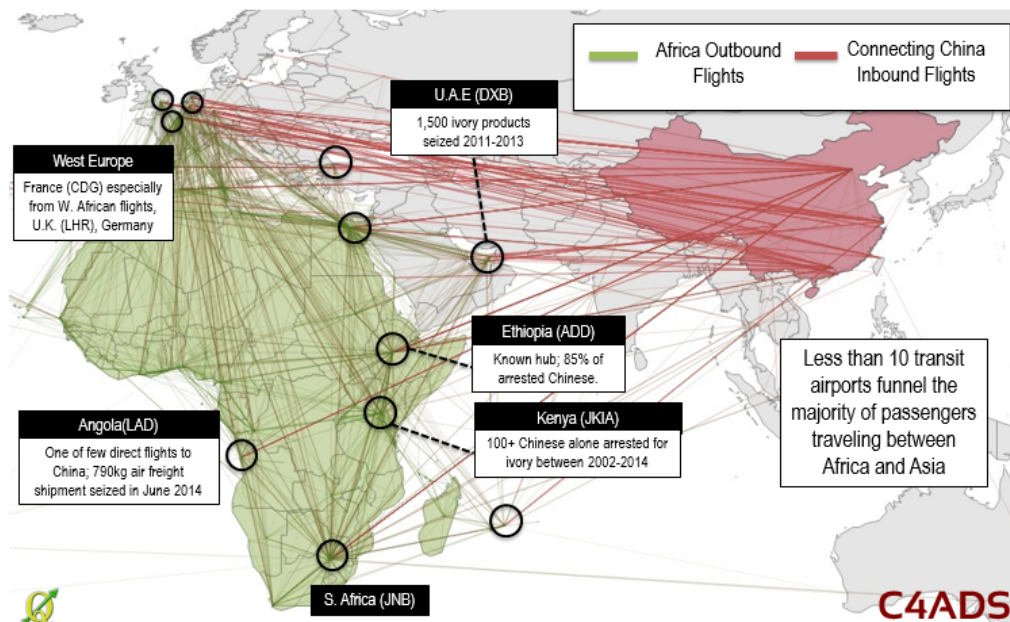 Africa Outbound
Flights
Connecting China
Inbound Flights
U.A.E (DXB)
1,500 ivory products
seized 2011-2013
West Europe
France (CDG) especially
from W. African flights,
U.K. (LHR), Germany
Ethiopia (ADD)
Known hub; 85% of
arrested Chinese.
Less than 10 transit
airports funnel the
majority of passengers
traveling between
Africa and Asia
Angola(LAD)
One of few direct flights to
China; 790kg air freight
shipment seized in June 2014
Kenya (JKIA)
100+ Chinese alone arrested for
ivory between 2002-2014
S. Africa (JNB)
C4ADS